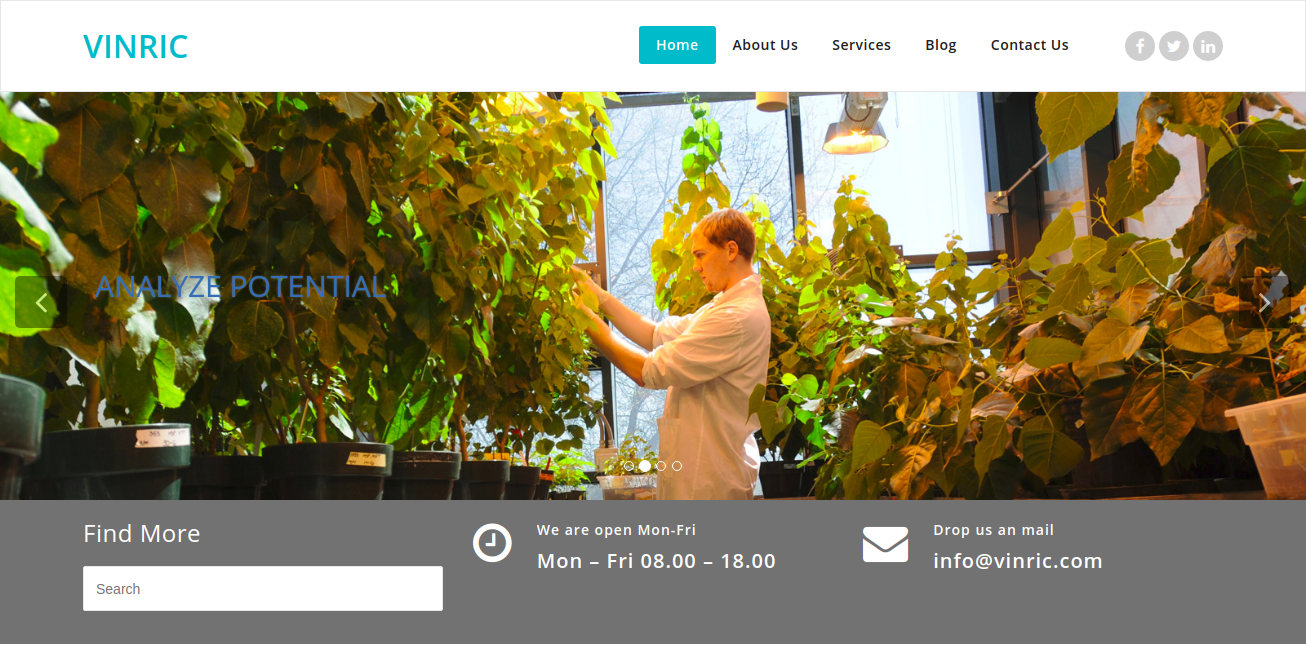 VINRIC
Home About Us Services Blog Contact Us
ANALYZE POTENTIAL
Find More
Search
We are open Mon-Fri
Mon – Fri 08.00 – 18.00
Drop us an mail
info@vinric.com